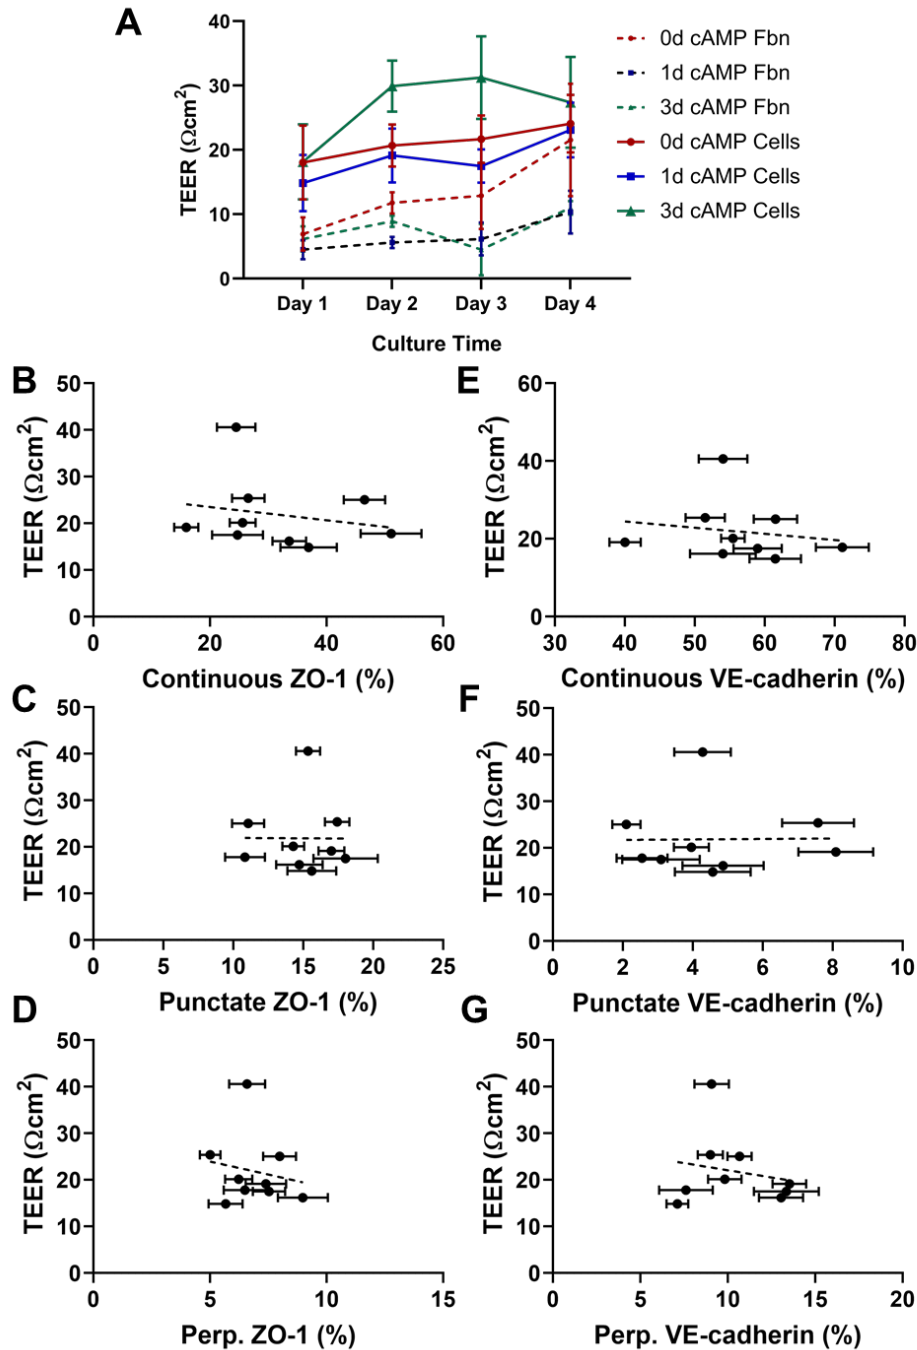 A
TEER (Ωcm²)
40
30
20
10
0
Day 1 Day 2 Day 3 Day 4
Culture Time
0d cAMP Fbn
1d cAMP Fbn
3d cAMP Fbn
0d cAMP Cells
1d cAMP Cells
3d cAMP Cells
B
TEER (Ωcm²)
50
40
30
20
10
0
0 20 40 60
Continuous ZO-1 (%)
E
TEER (Ωcm²)
60
40
20
0
30 40 50 60 70 80
Continuous VE-cadherin (%)
C
TEER (Ωcm²)
50
40
30
20
10
0
0 5 10 15 20 25
Punctate ZO-1 (%)
F
TEER (Ωcm²)
50
40
30
20
10
0
0 2 4 6 8 10
Punctate VE-cadherin (%)
D
TEER (Ωcm²)
50
40
30
20
10
0
0 5 10 15
Perp. ZO-1 (%)
G
TEER (Ωcm²)
50
40
30
20
10
0
0 5 10 15 20
Perp. VE-cadherin (%)